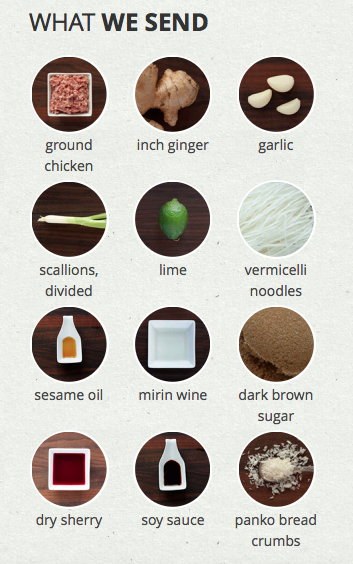 WHAT WE SEND
ground
chicken
inch ginger
garlic
scallions,
divided
lime
vermicelli
noodles
sesame oil
mirin wine
dark brown
sugar
dry sherry
soy sauce
panko bread
crumbs